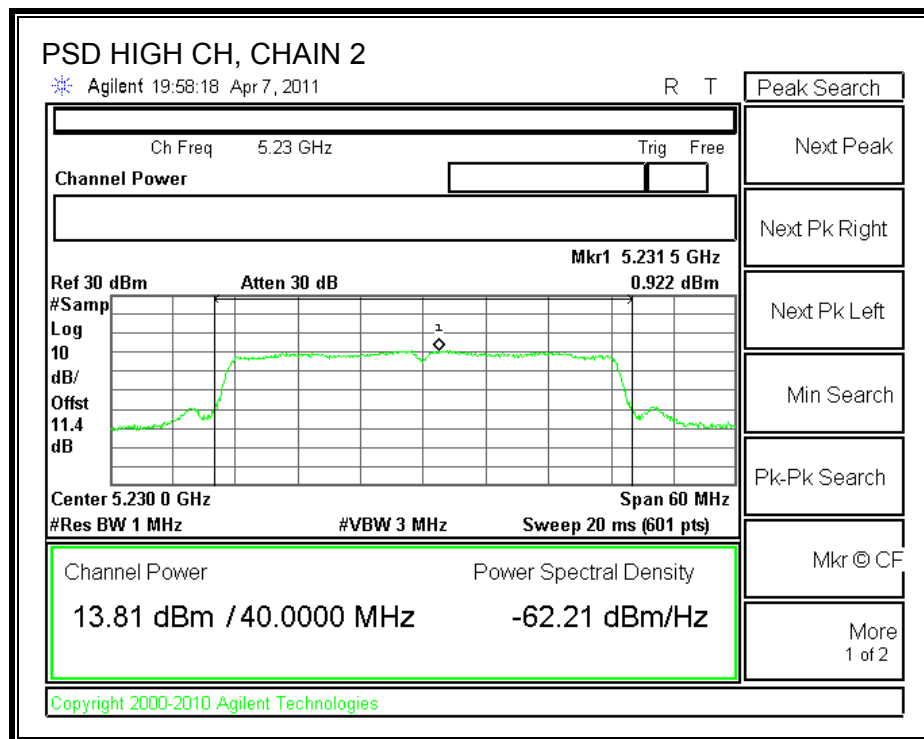 PSD HIGH CH, CHAIN 2
Agilent 19:58:18 Apr 7, 2011 R T
Peak Search
Ch Freq 5.23 GHz Trig Free
Channel Power
Mkr1 5.231 5 GHz
Ref 30 dBm Atten 30 dB 0.922 dBm
#Samp
Log
10
dB/
Offst
11.4
dB
1
Center 5.230 0 GHz Span 60 MHz
#Res BW 1 MHz #VBW 3 MHz Sweep 20 ms (601 pts)
Channel Power Power Spectral Density
13.81 dBm / 40.0000 MHz -62.21 dBm/Hz
Copyright 2000-2010 Agilent Technologies
Next Peak
Next Pk Right
Next Pk Left
Min Search
Pk-Pk Search
Mkr © CF
More
1 of 2